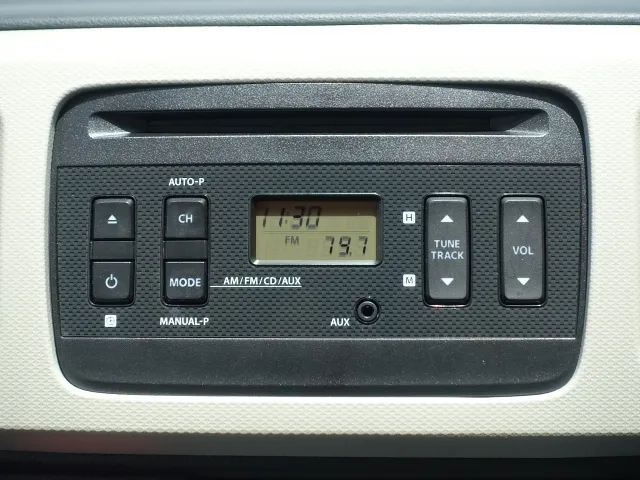 AUTO-P
CH
11:30
FM
79.7
H
TUNE
TRACK
VOL
MODE
AM/FM/CD/AUX
M
MANUAL-P
AUX